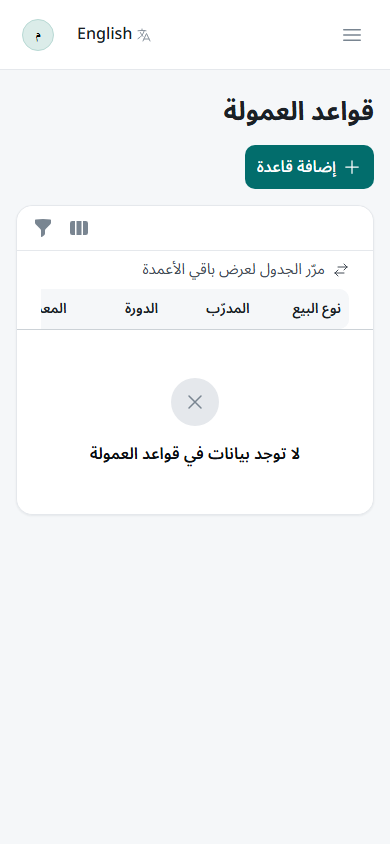 م
English
قواعد العمولة
إضافة قاعدة
مرّر الجدول لعرض باقي الأعمدة
نوع البيع المدرّب الدورة
لا توجد بيانات في قواعد العمولة